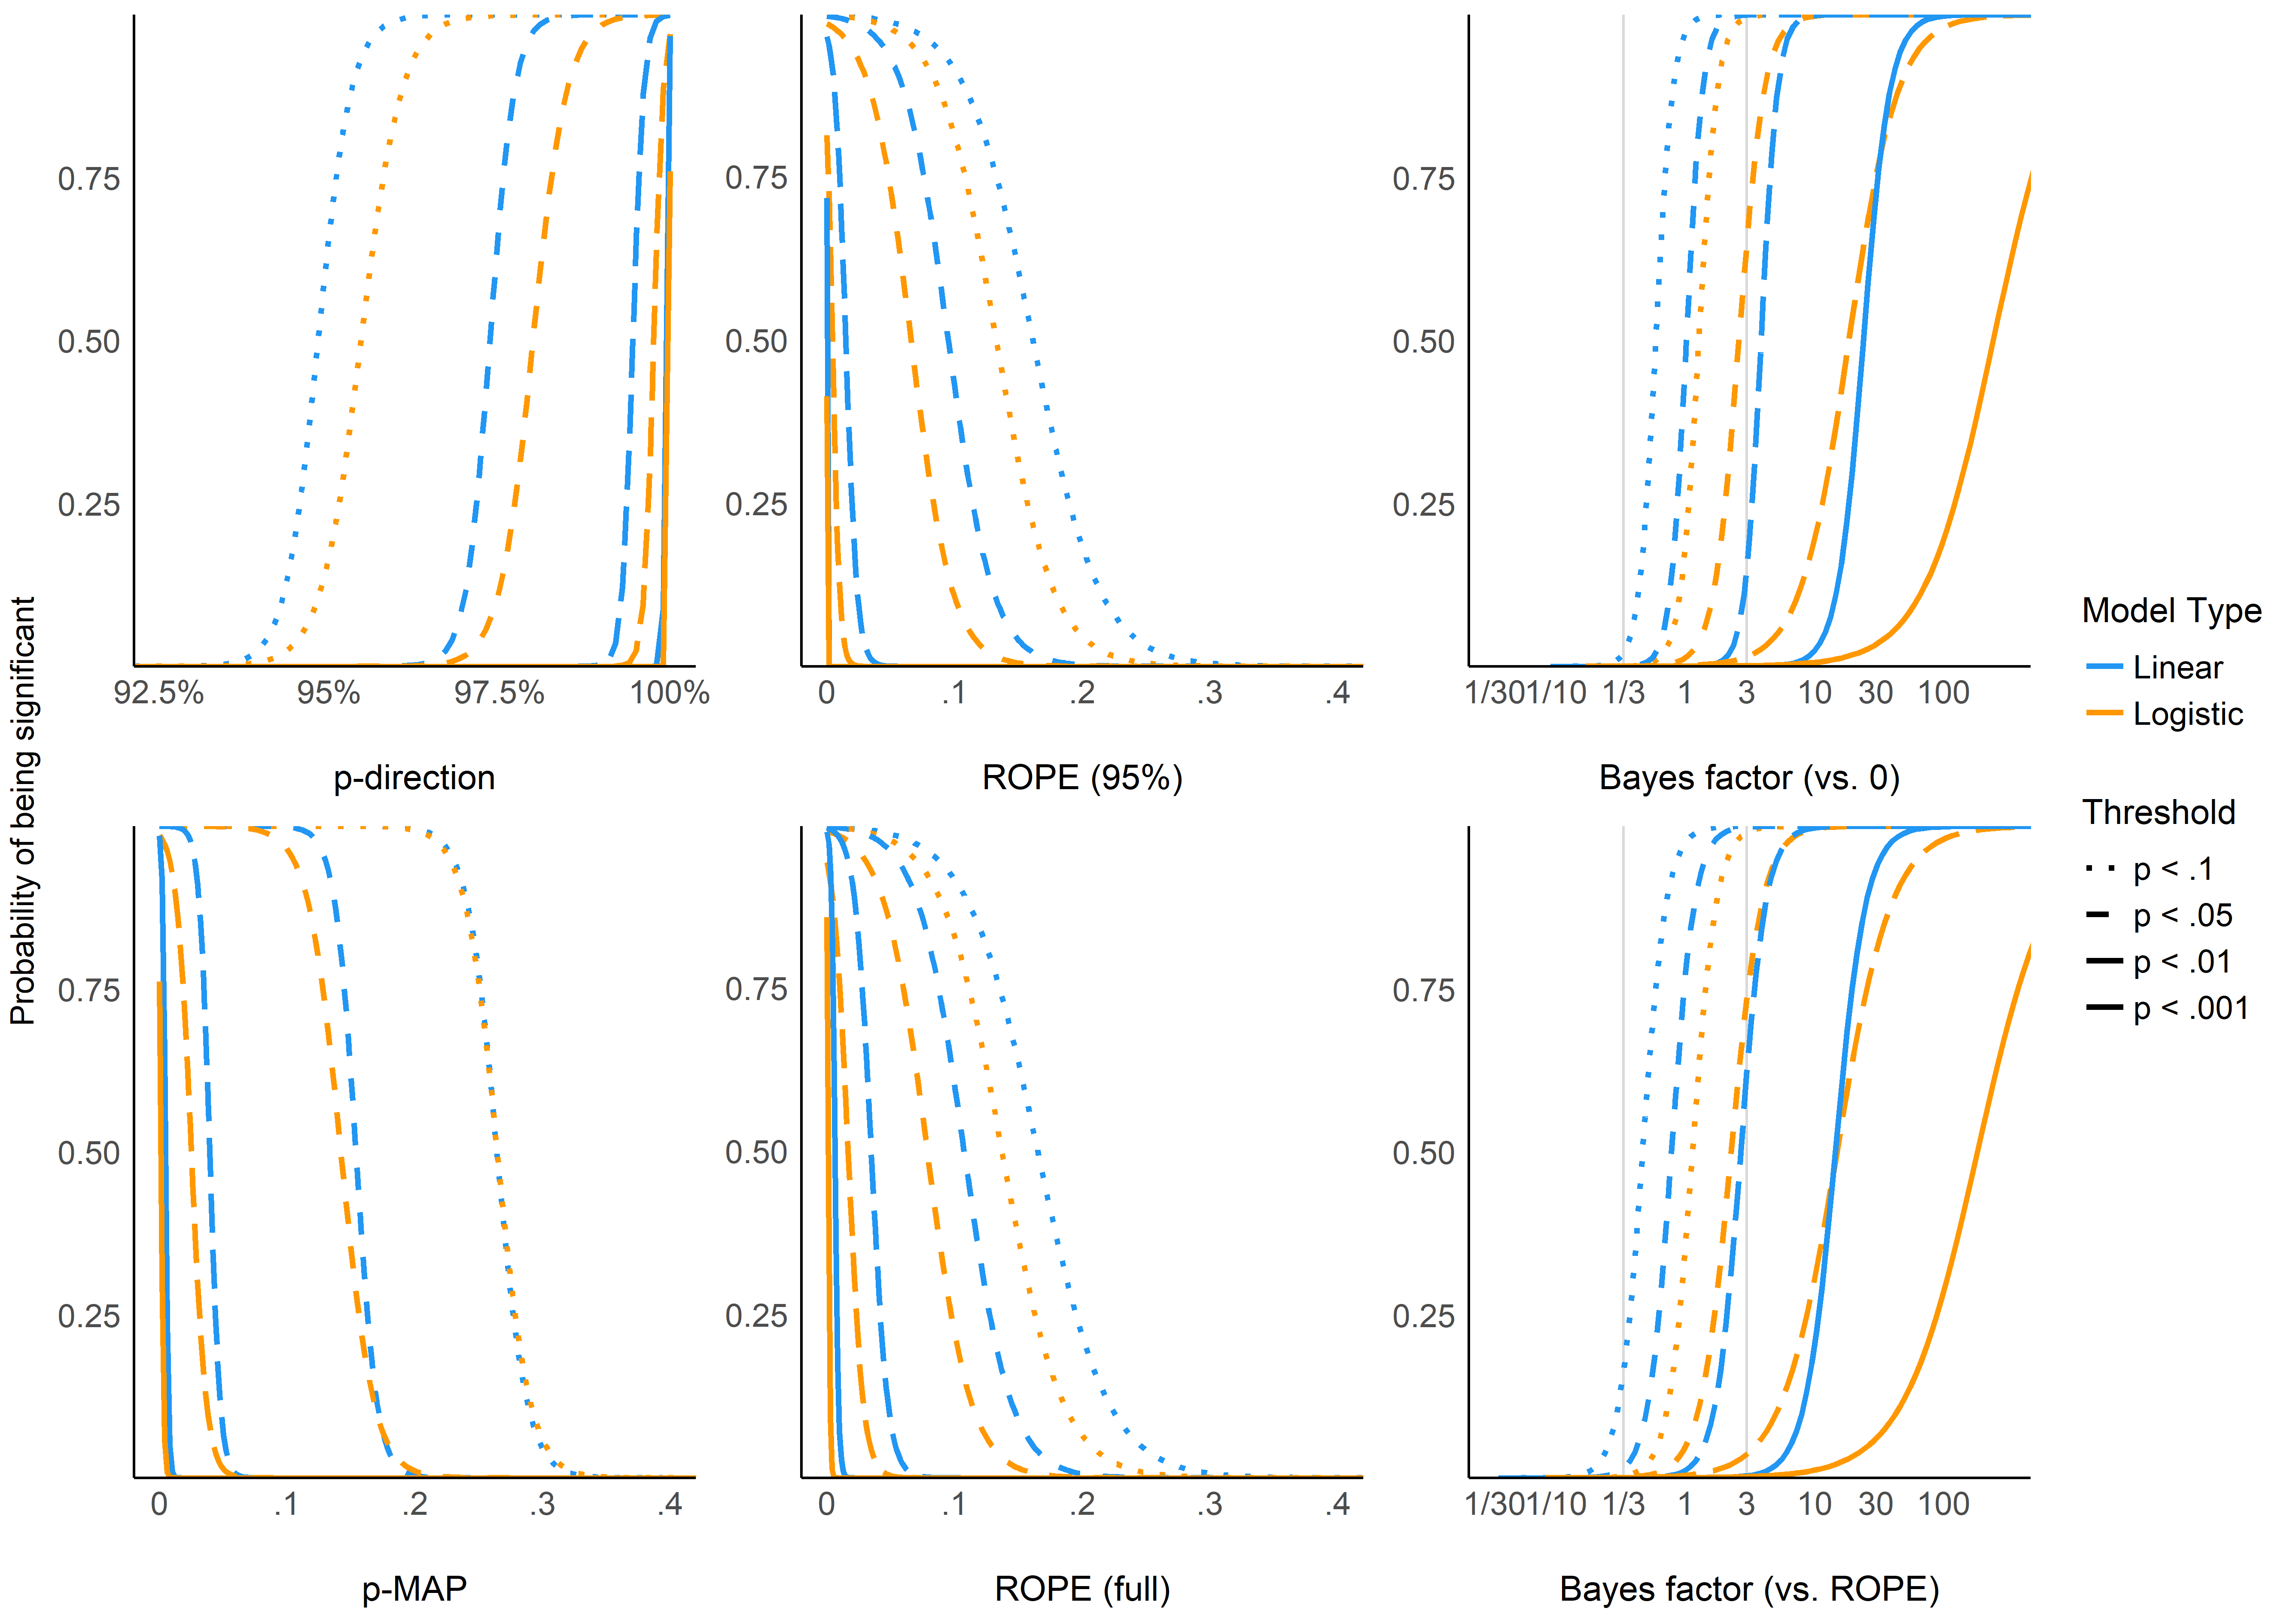 Probability of being significant
0.75
0.50
0.25
92.5% 95% 97.5% 100%
p-direction
0.75
0.50
0.25
0 .1 .2 .3 .4
ROPE (95%)
0.75
0.50
0.25
1/30 1/10 1/3 1 3 10 30 100
Bayes factor (vs. 0)
0.75
0.50
0.25
0 .1 .2 .3 .4
p-MAP
0.75
0.50
0.25
0 .1 .2 .3 .4
ROPE (full)
0.75
0.50
0.25
1/30 1/10 1/3 1 3 10 30 100
Bayes factor (vs. ROPE)
Model Type
Linear
Logistic
Threshold
p < .1
p < .05
p < .01
p < .001